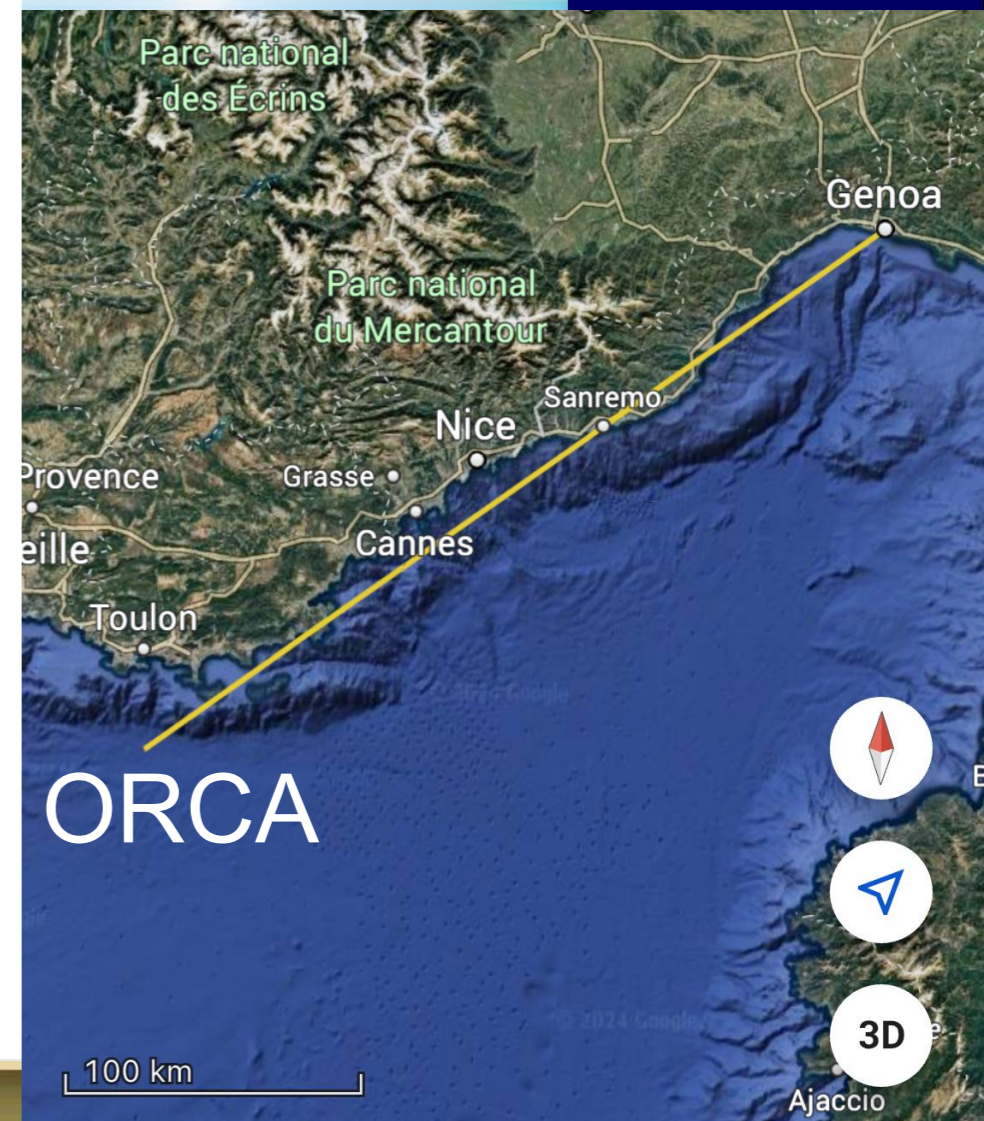 Parc national
des Écrins
Genoa
Parc national
du Mercantour
Sanremo
Nice
Provence
Grasse
eille
Cannes
Toulon
ORCA
B
3D
100 km
Ajaccio